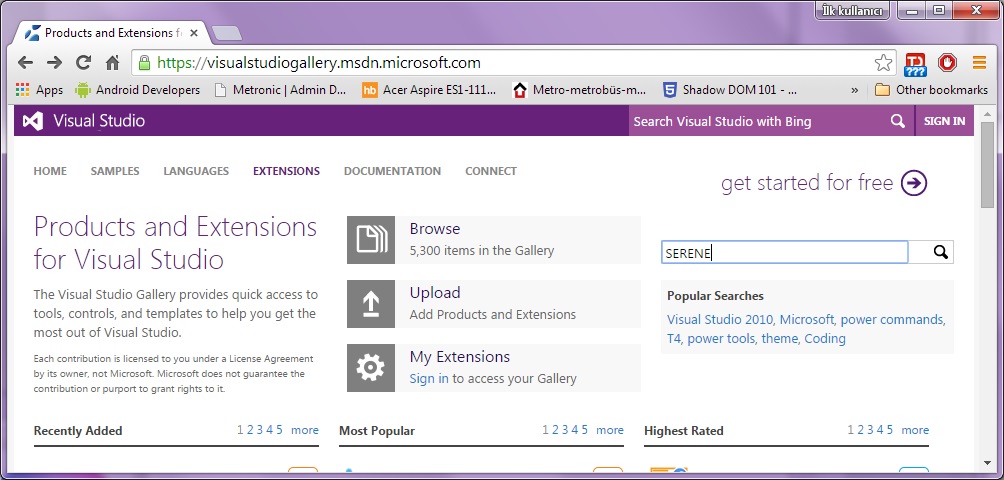 İlk kullanıcı
Products and Extensions f
https://visualstudiogallery.msdn.microsoft.com
???
Apps Android Developers Metronic | Admin D... hb Acer Aspire ES1-111... Metro-metrobüs-m... 5 Shadow DOM 101 - ... » Other bookmarks
Visual Studio
Search Visual Studio with Bing
SIGN IN
HOME SAMPLES LANGUAGES EXTENSIONS DOCUMENTATION CONNECT
get started for free
Products and Extensions
for Visual Studio
The Visual Studio Gallery provides quick access to
tools, controls, and templates to help you get the
most out of Visual Studio.
Each contribution is licensed to you under a License Agreement
by its owner, not Microsoft. Microsoft does not guarantee the
contribution or purport to grant rights to it.
Browse
5,300 items in the Gallery
Upload
Add Products and Extensions
My Extensions
Sign in to access your Gallery
SERENE
Popular Searches
Visual Studio 2010, Microsoft, power commands,
T4, power tools, theme, Coding
Recently Added 1 2 3 4 5 more
Most Popular 1 2 3 4 5 more
Highest Rated 1 2 3 4 5 more